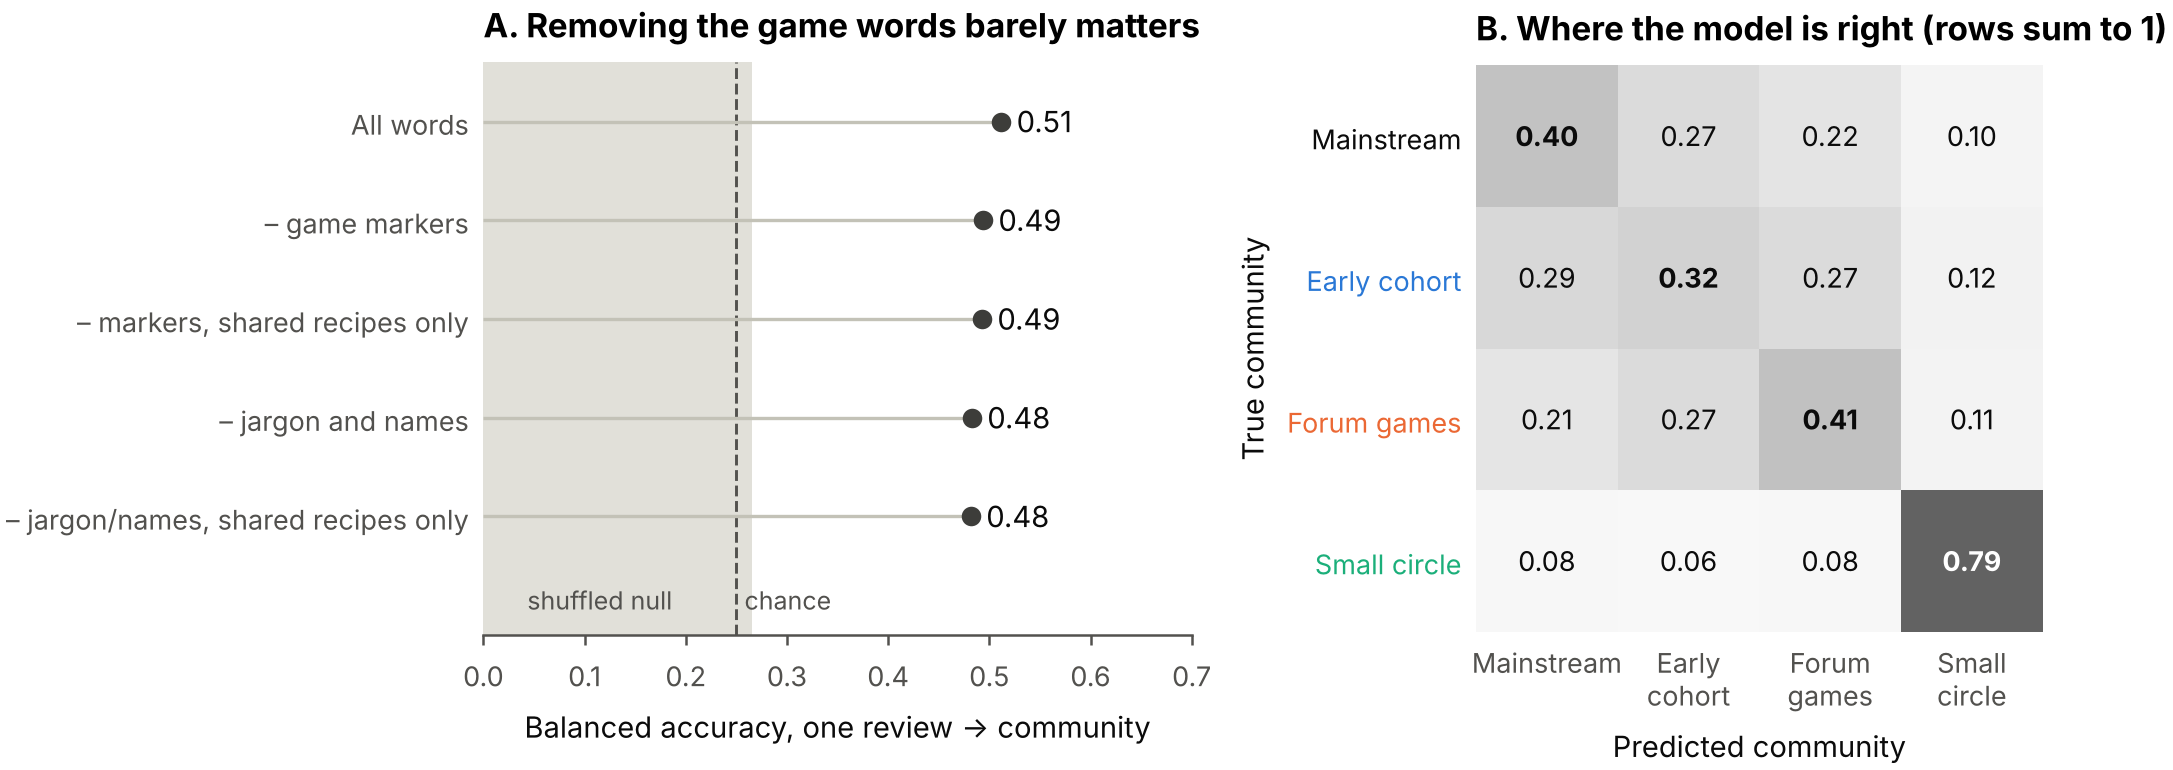 A. Removing the game words barely matters
All words
0.51
– game markers
0.49
– markers, shared recipes only
0.49
– jargon and names
0.48
– jargon/names, shared recipes only
0.48
shuffled null
chance
0.0 0.1 0.2 0.3 0.4 0.5 0.6 0.7
Balanced accuracy, one review → community
B. Where the model is right (rows sum to 1)
True community
Mainstream 0.40 0.27 0.22 0.10
Early cohort 0.29 0.32 0.27 0.12
Forum games 0.21 0.27 0.41 0.11
Small circle 0.08 0.06 0.08 0.79
Mainstream
Early
cohort
Forum
games
Small
circle
Predicted community